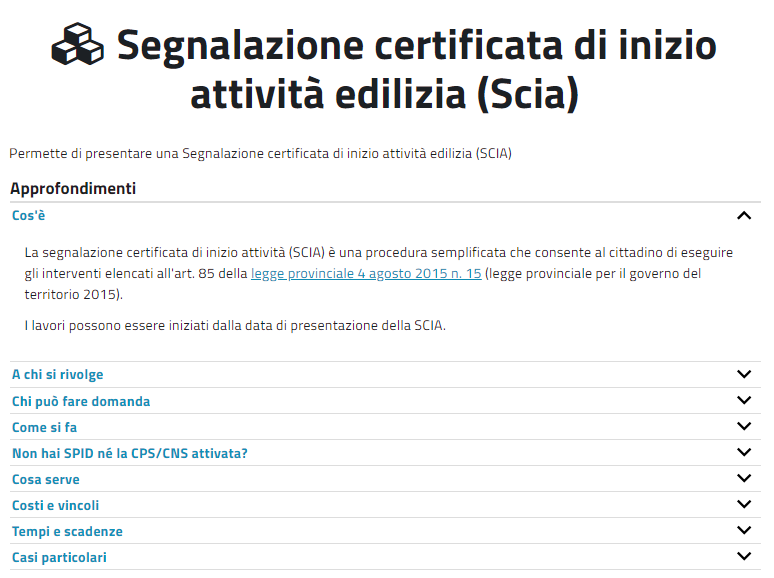 Segnalazione certificata di inizio
attività edilizia (Scia)
Permette di presentare una Segnalazione certificata di inizio attività edilizia (SCIA)
Approfondimenti
Cos'è
La segnalazione certificata di inizio attività (SCIA) è una procedura semplificata che consente al cittadino di eseguire
gli interventi elencati all'art. 85 della legge provinciale 4 agosto 2015 n. 15 (legge provinciale per il governo del
territorio 2015).
I lavori possono essere iniziati dalla data di presentazione della SCIA.
A chi si rivolge
Chi può fare domanda
Come si fa
Non hai SPID né la CPS/CNS attivata?
Cosa serve
Costi e vincoli
Tempi e scadenze
Casi particolari